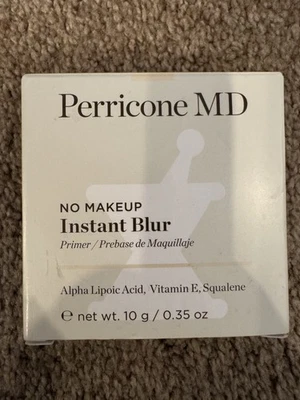 Perricone MD
NO MAKEUP
Instant Blur
Primer / Prebase de Maquillaje
Alpha Lipoic Acid, Vitamin E, Squalene
℮ net wt. 10 g / 0.35 oz